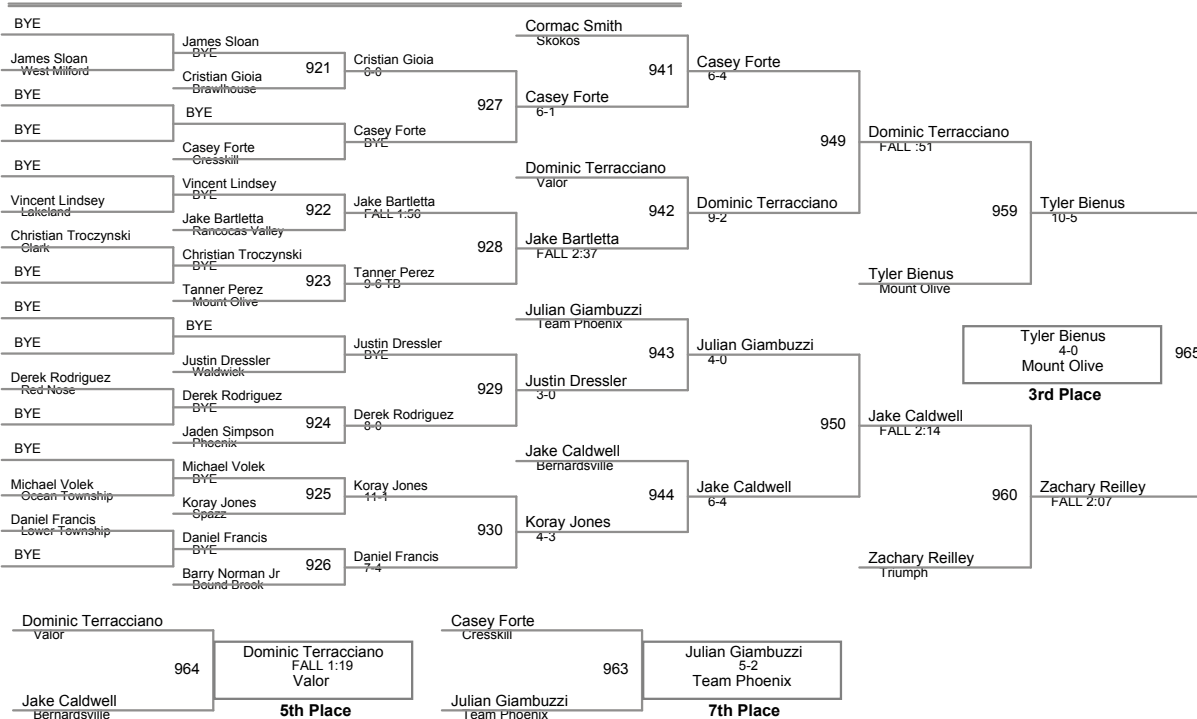 BYE
James Sloan
West Milford
BYE
BYE
BYE
Vincent Lindsey
Lakeland
Christian Troczynski
Clark
BYE
BYE
BYE
Derek Rodriguez
Red Nose
BYE
BYE
Michael Volek
Ocean Township
Daniel Francis
Lower Township
BYE
James Sloan
BYE
921
Cristian Gioia
Brawlhouse
BYE
Casey Forte
Cresskill
Vincent Lindsey
BYE
922
Jake Bartletta
Rancocas Valley
Christian Troczynski
BYE
923
Tanner Perez
Mount Olive
BYE
Justin Dressler
Waldwick
Derek Rodriguez
BYE
924
Jaden Simpson
Phoenix
Michael Volek
BYE
925
Koray Jones
Spazz
Daniel Francis
BYE
926
Barry Norman Jr
Bound Brook
Cristian Gioia
6-0
927
Casey Forte
BYE
Jake Bartletta
FALL 1:56
928
Tanner Perez
9-6 TB
Justin Dressler
BYE
929
Derek Rodriguez
8-0
Koray Jones
11-1
930
Daniel Francis
7-4
Cormac Smith
Skokos
941
Casey Forte
6-1
Dominic Terracciano
Valor
942
Jake Bartletta
FALL 2:37
Julian Giambuzzi
Team Phoenix
943
Justin Dressler
3-0
Jake Caldwell
Bernardsville
944
Koray Jones
4-3
Casey Forte
6-4
949
Dominic Terracciano
9-2
Julian Giambuzzi
4-0
950
Jake Caldwell
6-4
Dominic Terracciano
FALL :51
959
Tyler Bienus
Mount Olive
Jake Caldwell
FALL 2:14
960
Zachary Reilley
Triumph
Tyler Bienus
10-5
Tyler Bienus
4-0
Mount Olive
965
3rd Place
Zachary Reilley
FALL 2:07
Dominic Terracciano
Valor
964
Jake Caldwell
Bernardsville
Dominic Terracciano
FALL 1:19
Valor
5th Place
Casey Forte
Cresskill
963
Julian Giambuzzi
Team Phoenix
Julian Giambuzzi
5-2
Team Phoenix
7th Place